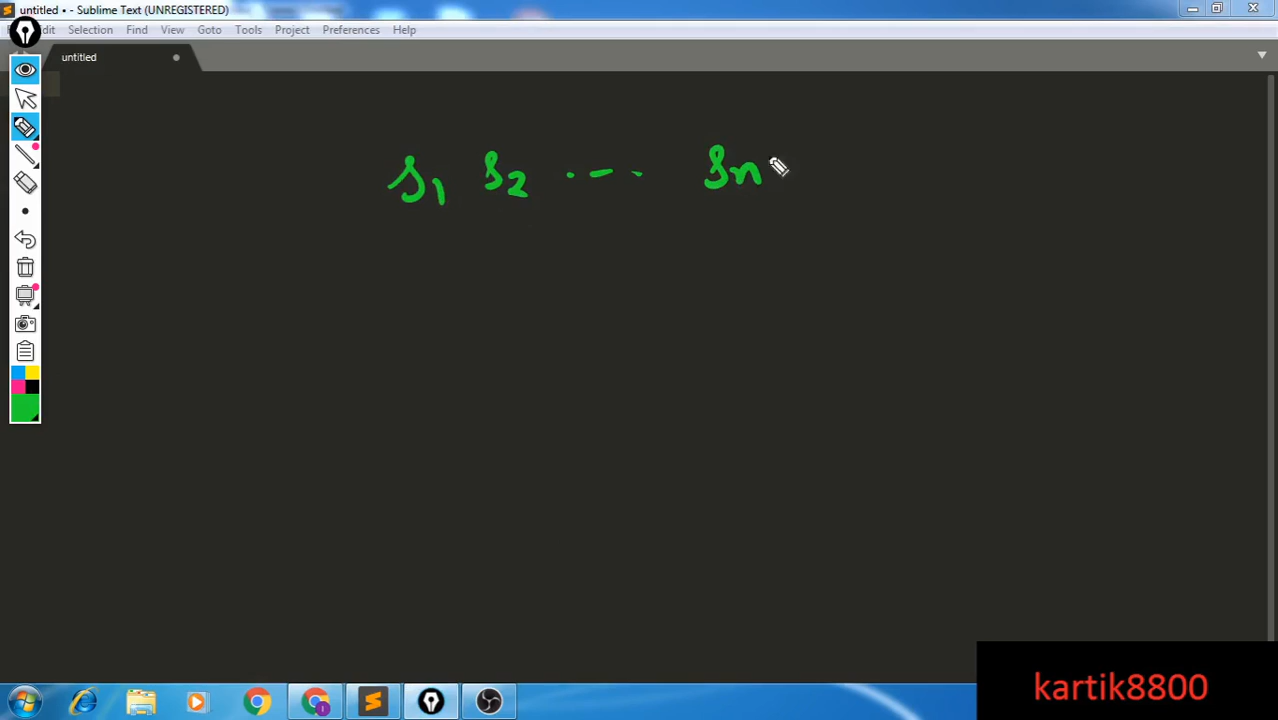 untitled • - Sublime Text (UNREGISTERED)
Edit Selection Find View Goto Tools Project Preferences Help
untitled
S1 S2 ... Sn
kartik8800